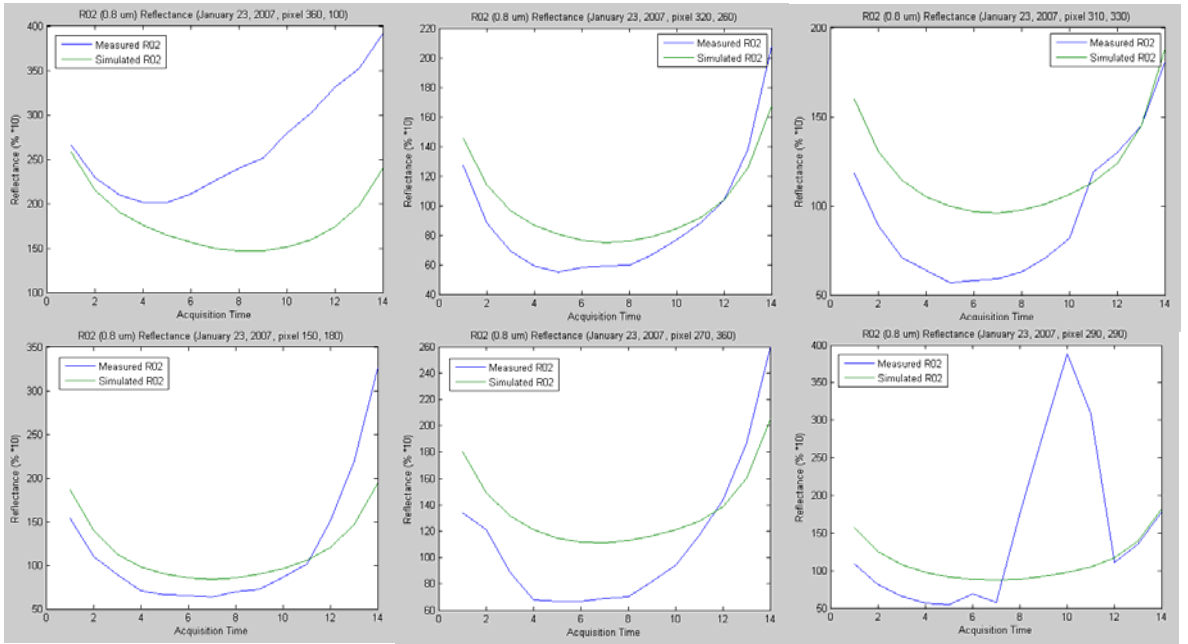 R02 (0.8 um) Reflectance (January 23, 2007, pixel 360, 100)
400
350
300
250
200
150
100
Reflectance (% *10)
Measured R02
Simulated R02
0 2 4 6 8 10 12 14
Acquisition Time
R02 (0.8 um) Reflectance (January 23, 2007, pixel 320, 260)
220
200
180
160
140
120
100
80
60
40
Reflectance (% *10)
Measured R02
Simulated R02
0 2 4 6 8 10 12 14
Acquisition Time
R02 (0.8 um) Reflectance (January 23, 2007, pixel 310, 330)
200
150
100
50
Reflectance (% *10)
Measured R02
Simulated R02
0 2 4 6 8 10 12 14
Acquisition Time
R02 (0.8 um) Reflectance (January 23, 2007, pixel 150, 180)
350
300
250
200
150
100
50
Reflectance (% *10)
Measured R02
Simulated R02
0 2 4 6 8 10 12 14
Acquisition Time
R02 (0.8 um) Reflectance (January 23, 2007, pixel 270, 360)
260
240
220
200
180
160
140
120
100
80
60
Reflectance (% *10)
Measured R02
Simulated R02
0 2 4 6 8 10 12 14
Acquisition Time
R02 (0.8 um) Reflectance (January 23, 2007, pixel 290, 290)
400
350
300
250
200
150
100
50
Reflectance (% *10)
Measured R02
Simulated R02
0 2 4 6 8 10 12 14
Acquisition Time